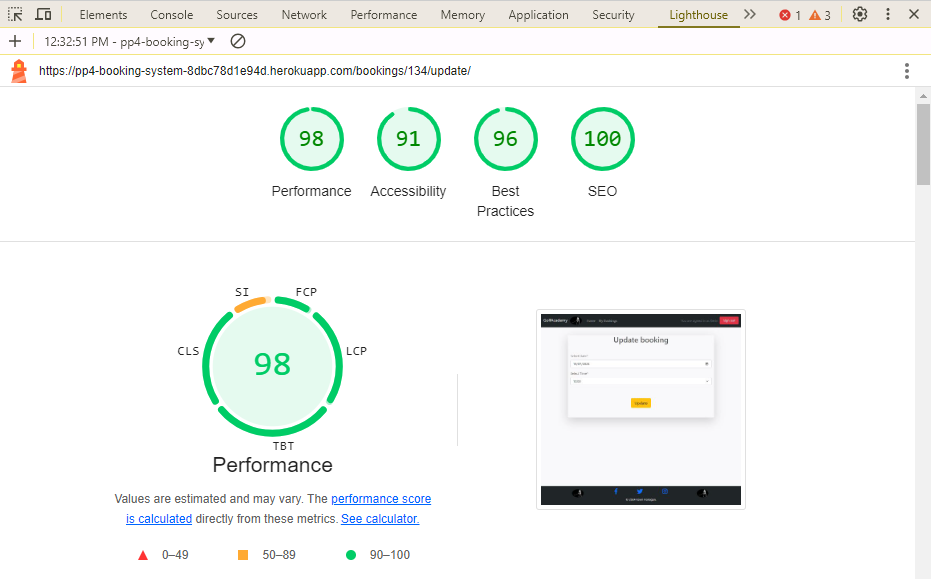 Elements Console Sources Network Performance Memory Application Security Lighthouse 1 3
12:32:51 PM - pp4-booking-sy
https://pp4-booking-system-8dbc78d1e94d.herokuapp.com/bookings/134/update/
98 91 96 100
Performance Accessibility Best Practices SEO
SI FCP
CLS LCP
98
TBT
Performance
Values are estimated and may vary. The performance score
is calculated directly from these metrics. See calculator.
0–49 50–89 90–100
Update booking
Update